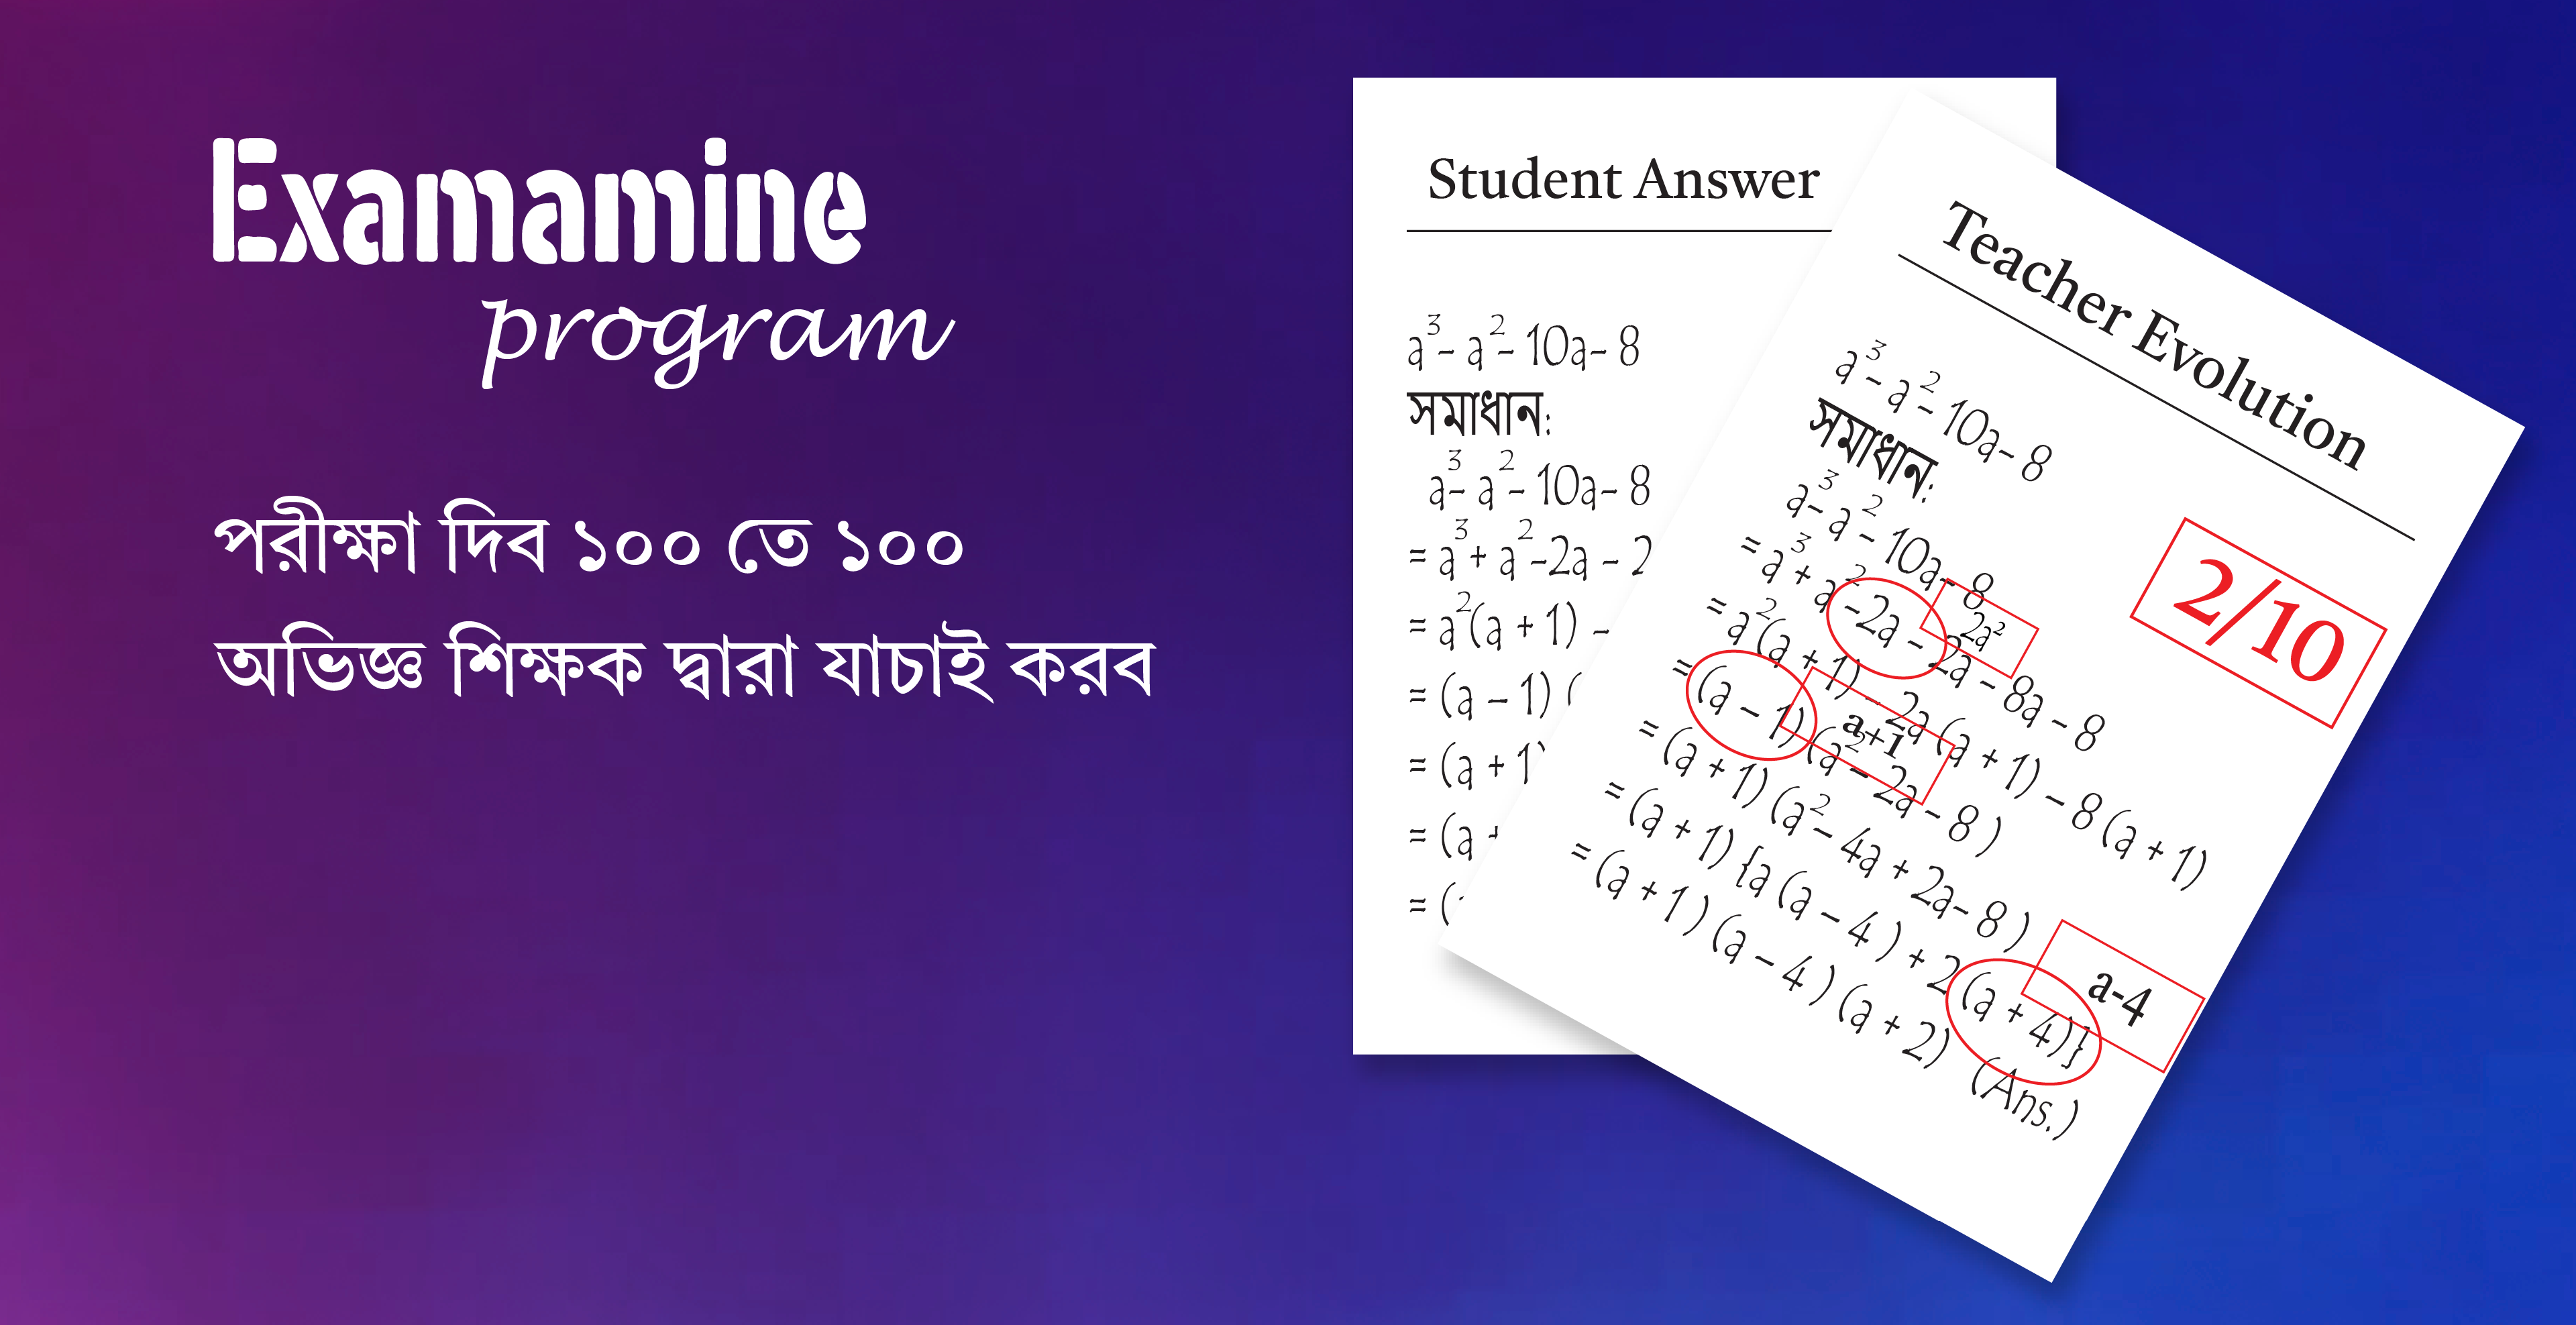 Examamine
program
পরীক্ষা দিব ১০০ তে ১০০
অভিজ্ঞ শিক্ষক দ্বারা যাচাই করব
Student Answer
a³- a²- 10a- 8
সমাধান:
a³- a²- 10a- 8
= a³+ a²-2a - 2
= a²(a + 1) -
= (a - 1) (
= (a + 1)
= (a +
= (
Teacher Evolution
2/10
a³- a²- 10a- 8
সমাধান:
a³- a²- 10a- 8
= a³+ a²-2a - 2a - 8a - 8
2a²
= a²(a + 1) - 2a (a + 1) - 8 (a + 1)
= (a - 1) (a²- 2a - 8 )
a+1
= (a + 1) (a²- 4a + 2a- 8 )
= (a + 1) {a (a - 4 ) + 2 (a + 4)}
a-4
= (a + 1 ) (a - 4 ) (a + 2) (Ans.)